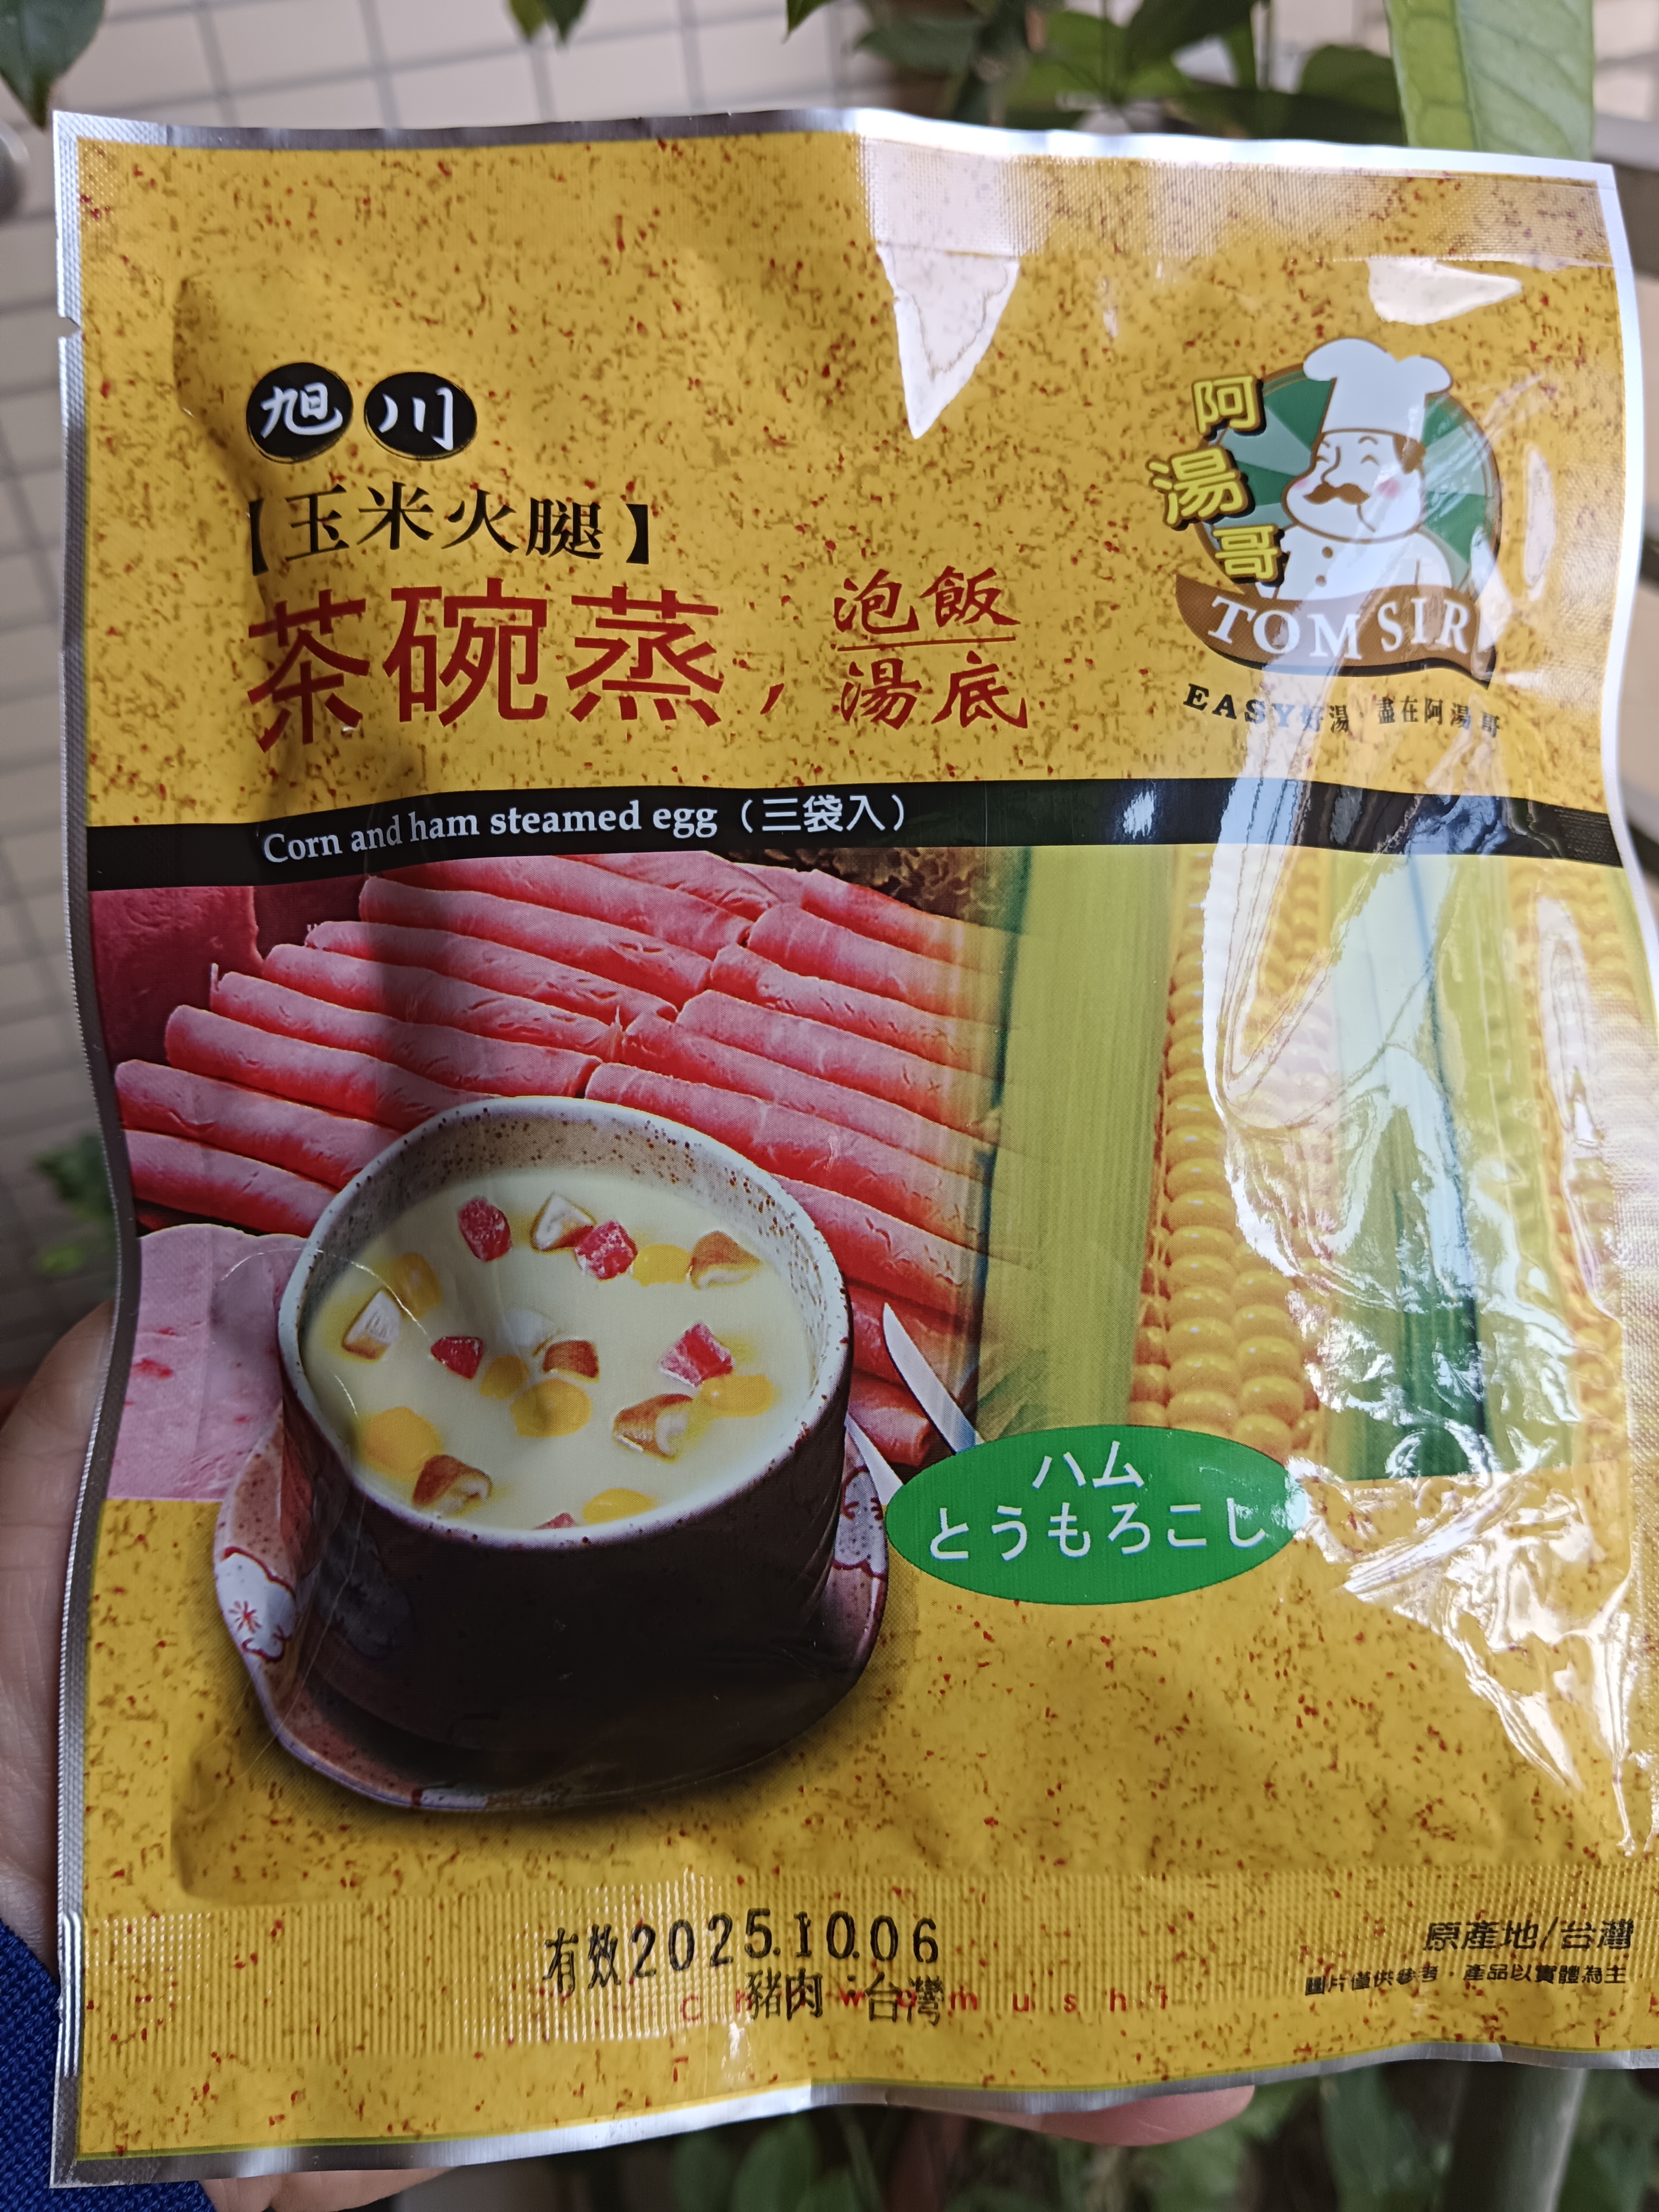 旭川
【玉米火腿】
茶碗蒸，
泡飯
湯底
阿湯哥
TOM SIR
EASY好湯，盡在阿湯哥
Corn and ham steamed egg（三袋入）
ハム
とうもろこし
有效2025.10.06
豬肉：台灣
原產地/台灣
圖片僅供參考，產品以實體為主